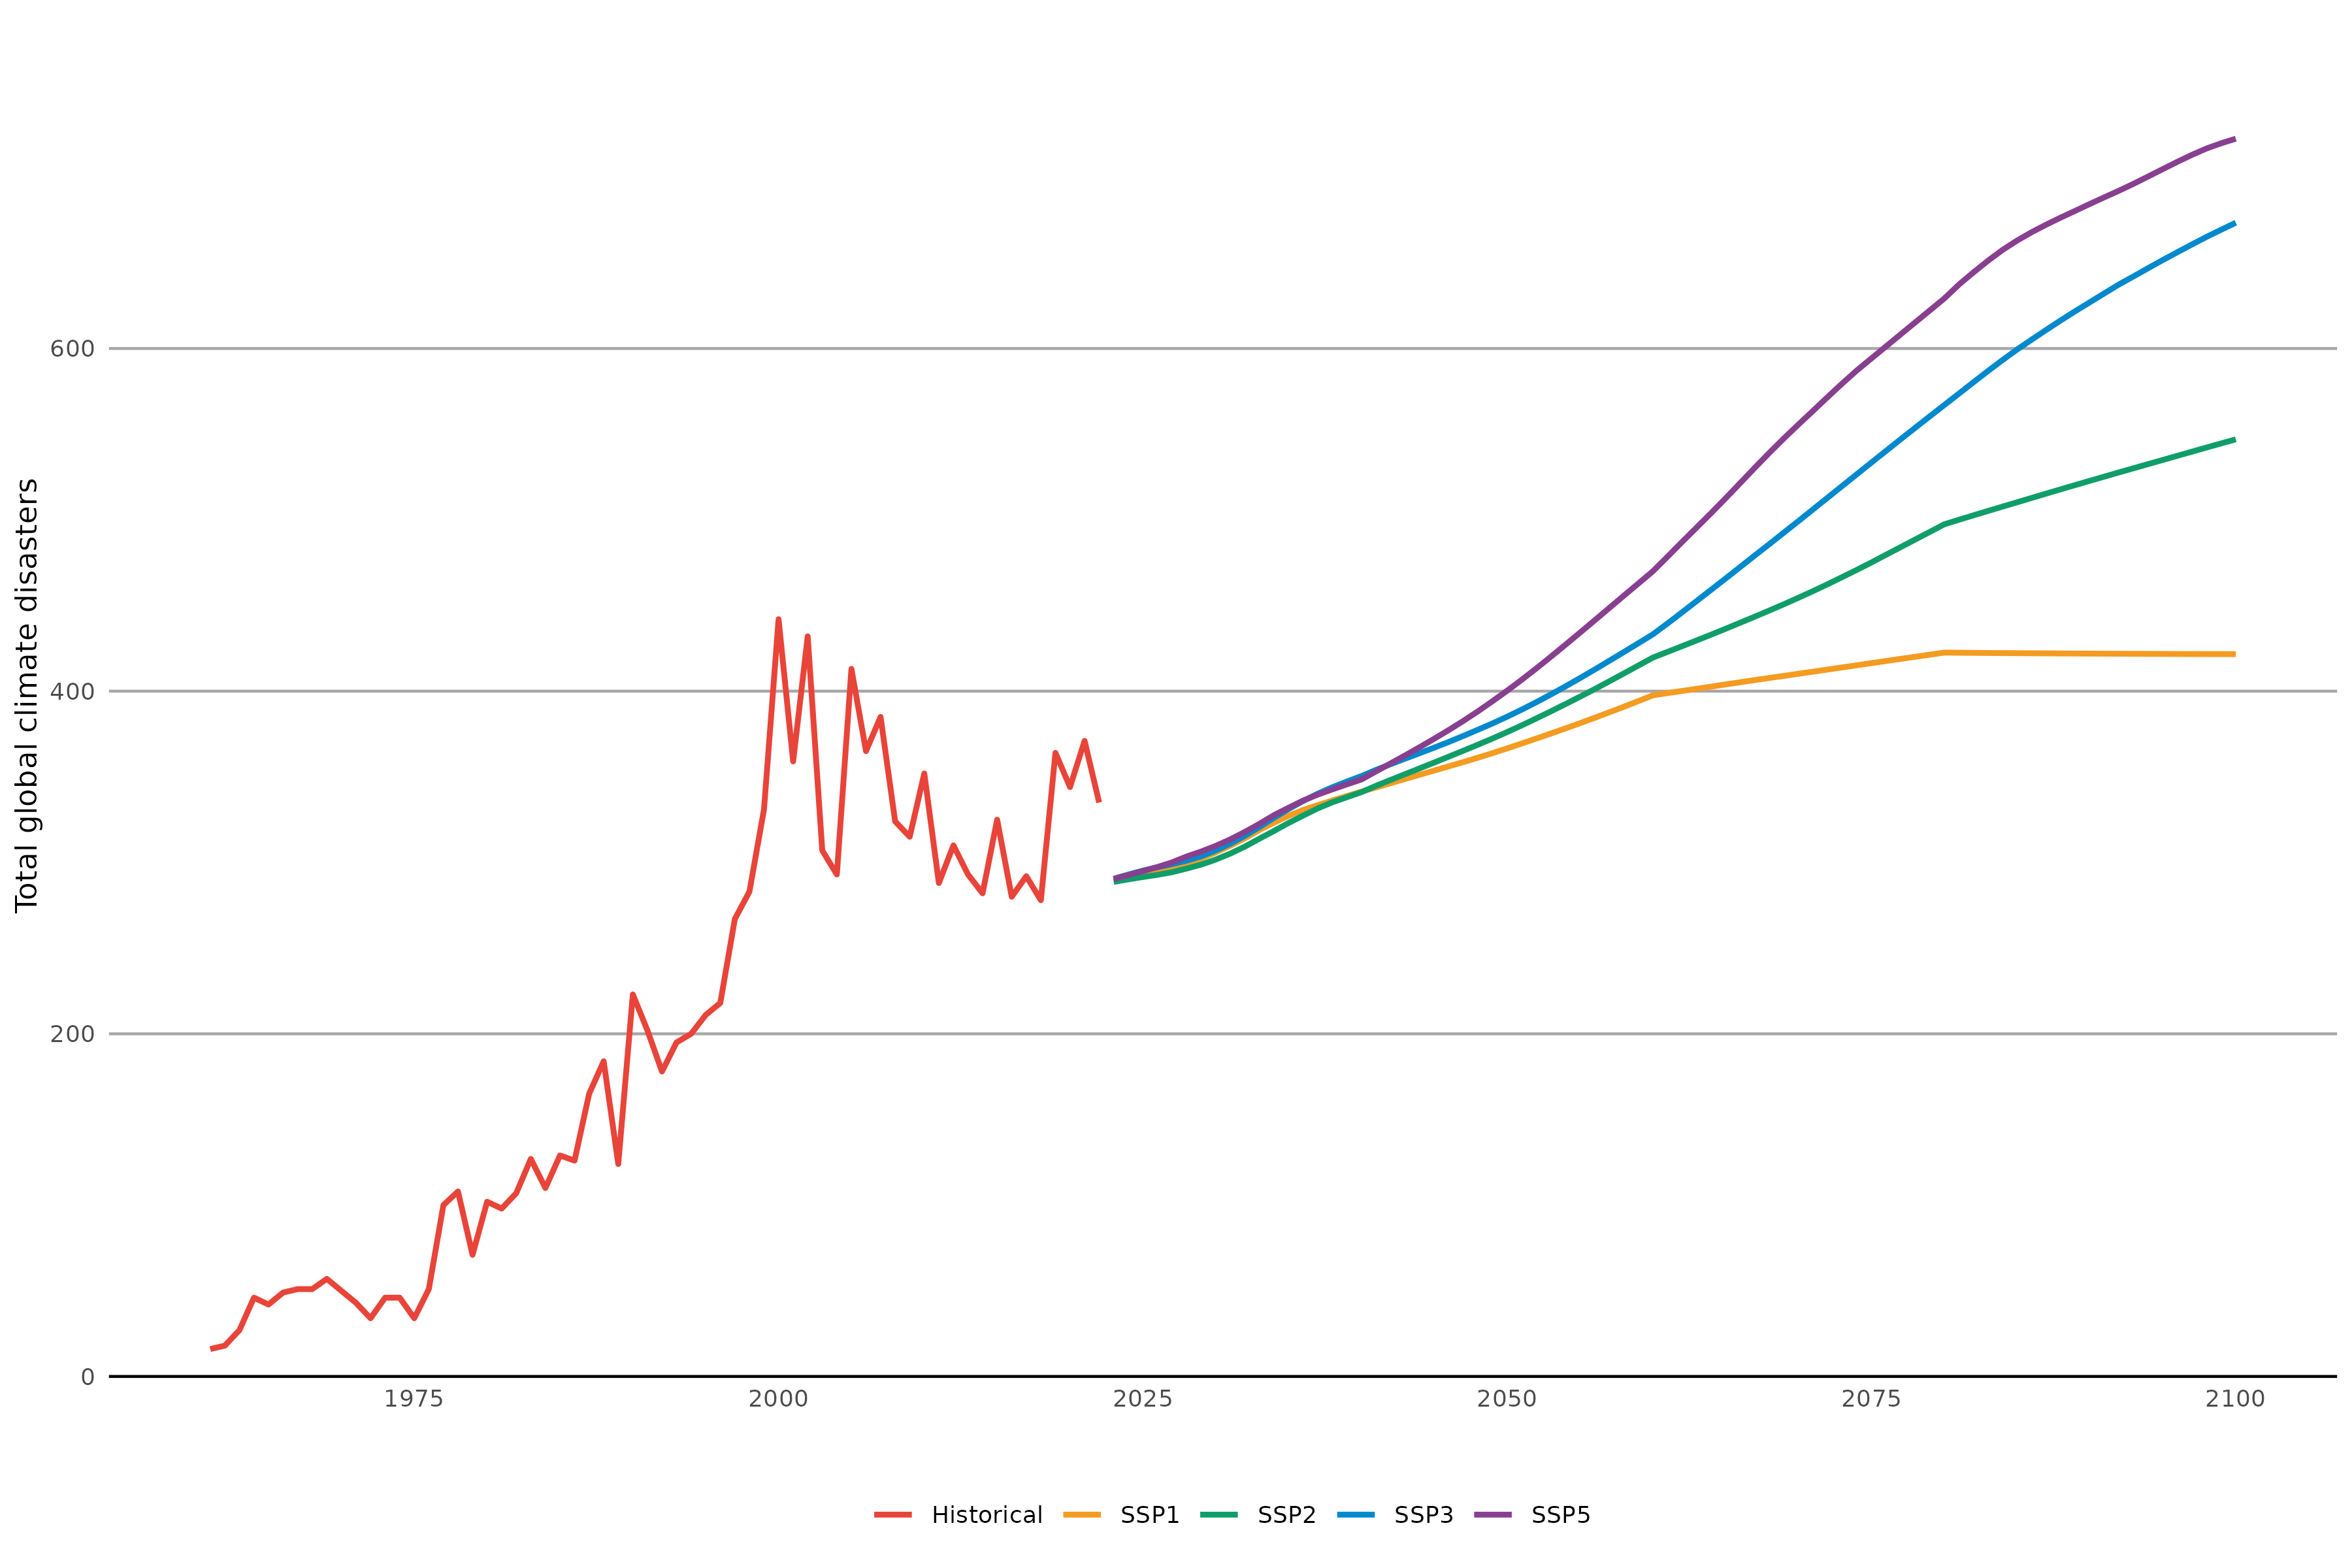 Total global climate disasters
600
400
200
0
1975 2000 2025 2050 2075 2100
Historical SSP1 SSP2 SSP3 SSP5